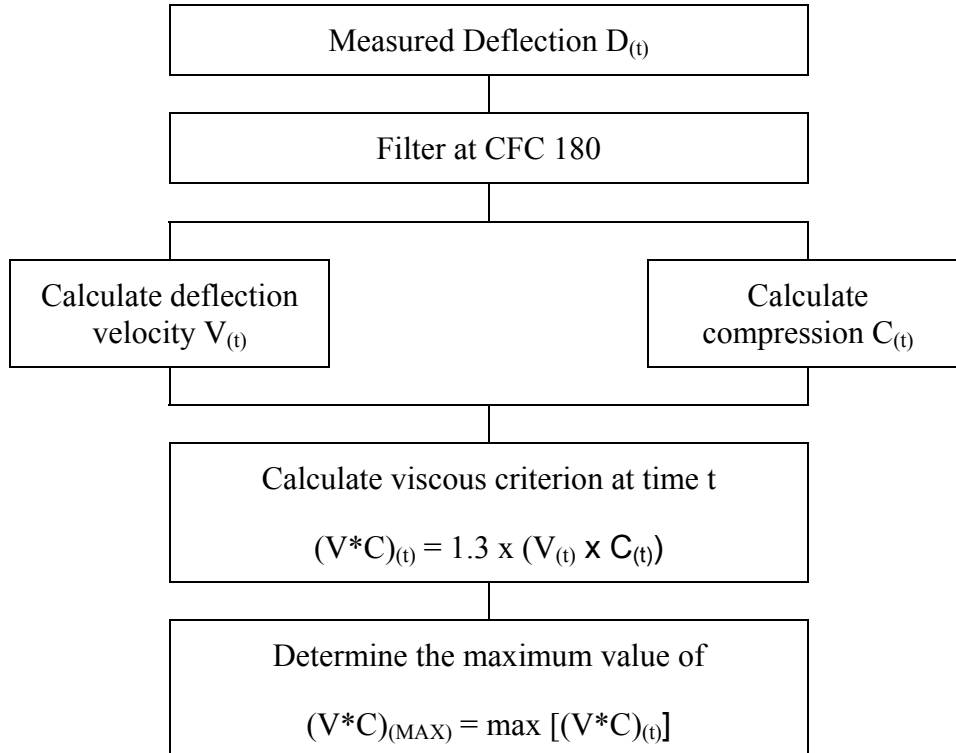 Measured Deflection D(t)
Filter at CFC 180
Calculate deflection
velocity V(t)
Calculate
compression C(t)
Calculate viscous criterion at time t
(V*C)(t) = 1.3 x (V(t) x C(t))
Determine the maximum value of
(V*C)(MAX) = max [(V*C)(t)]